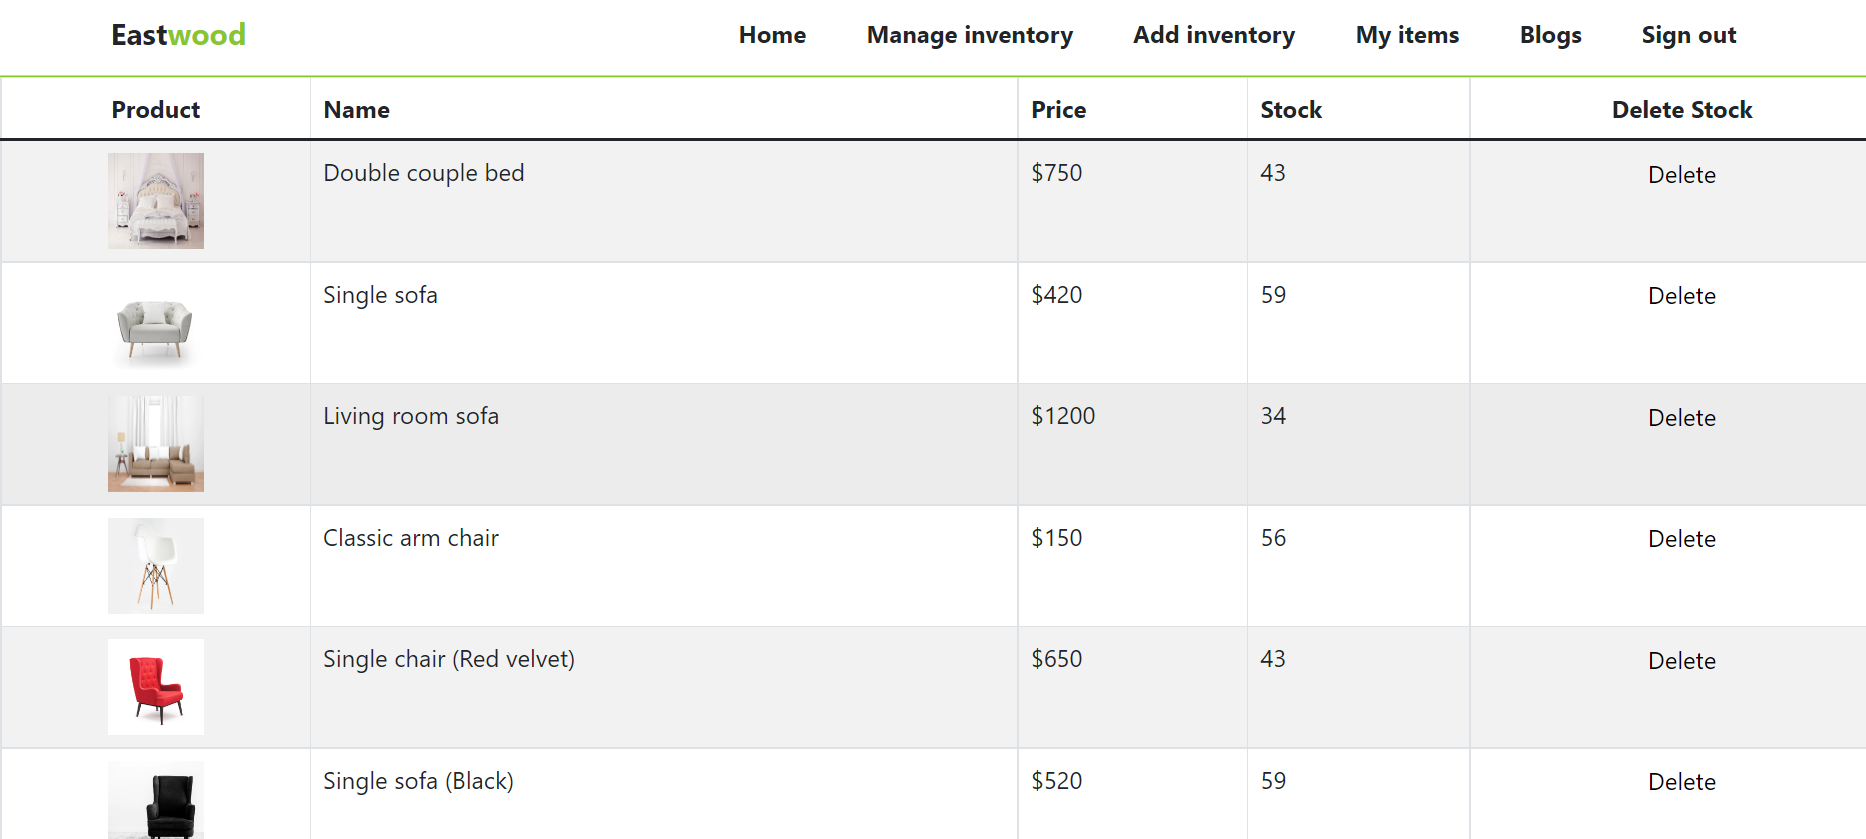 Eastwood Home Manage inventory Add inventory My items Blogs Sign out
Product Name Price Stock Delete Stock
Double couple bed $750 43 Delete
Single sofa $420 59 Delete
Living room sofa $1200 34 Delete
Classic arm chair $150 56 Delete
Single chair (Red velvet) $650 43 Delete
Single sofa (Black) $520 59 Delete